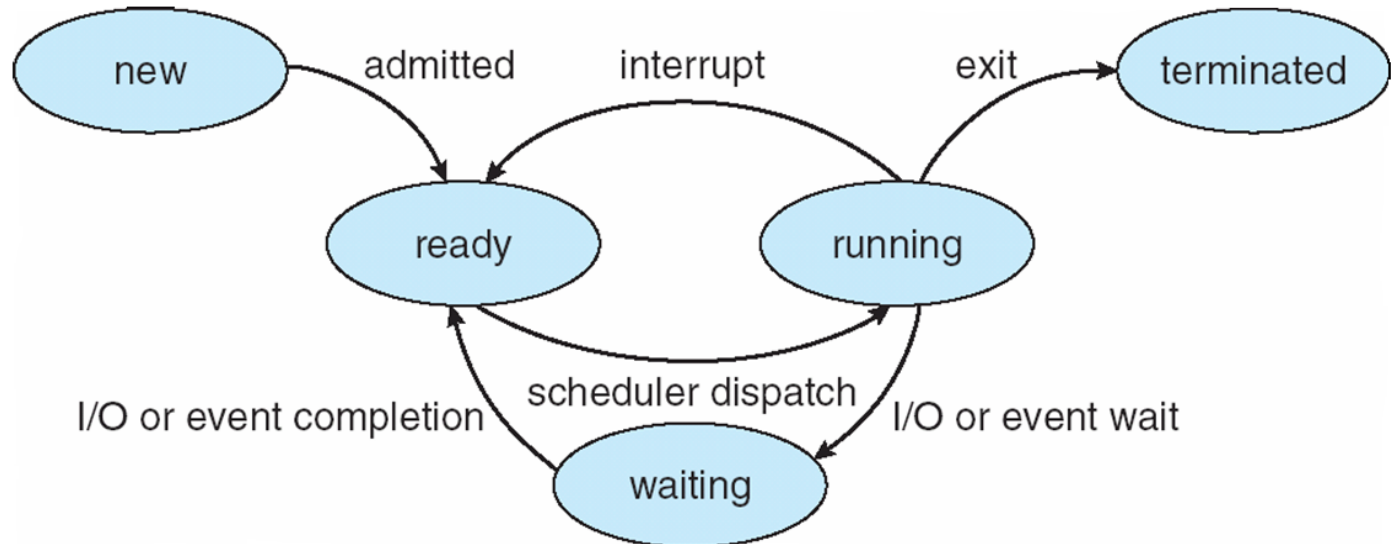 new
admitted
interrupt
exit
terminated
ready
running
scheduler dispatch
I/O or event completion
I/O or event wait
waiting